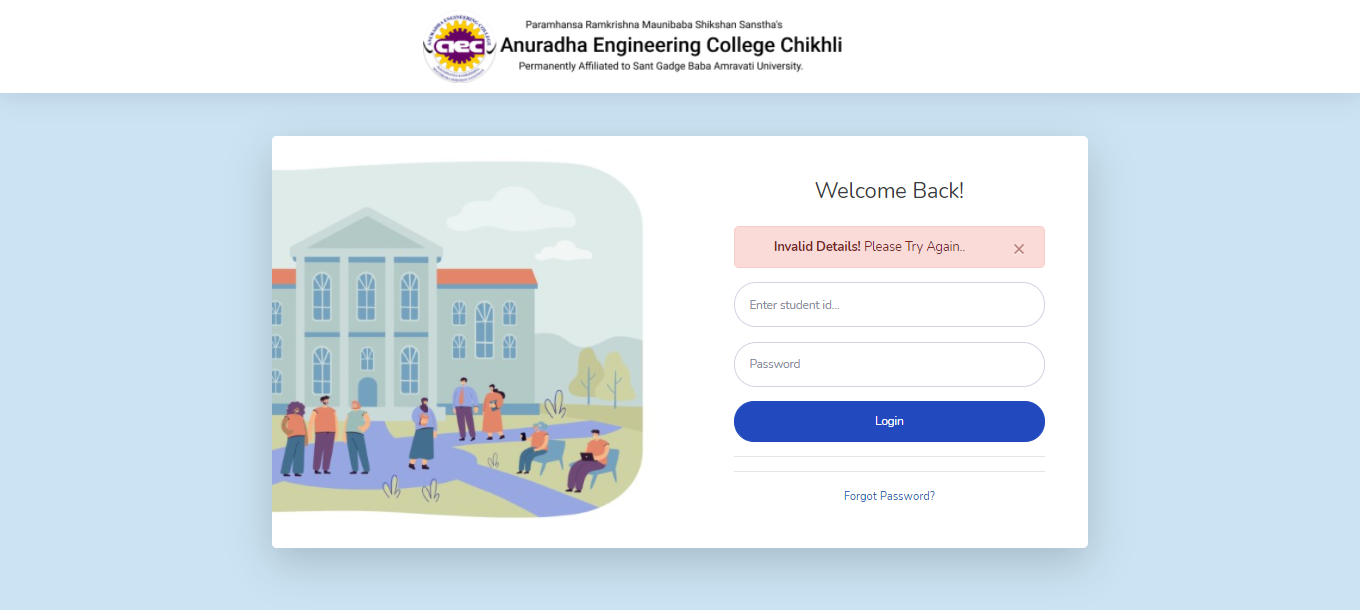 Paramhansa Ramkrishna Maunibaba Shikshan Sanstha's
aec
Anuradha Engineering College Chikhli
Permanently Affiliated to Sant Gadge Baba Amravati University.
Welcome Back!
Invalid Details! Please Try Again.. ×
Enter student id...
Password
Login
Forgot Password?